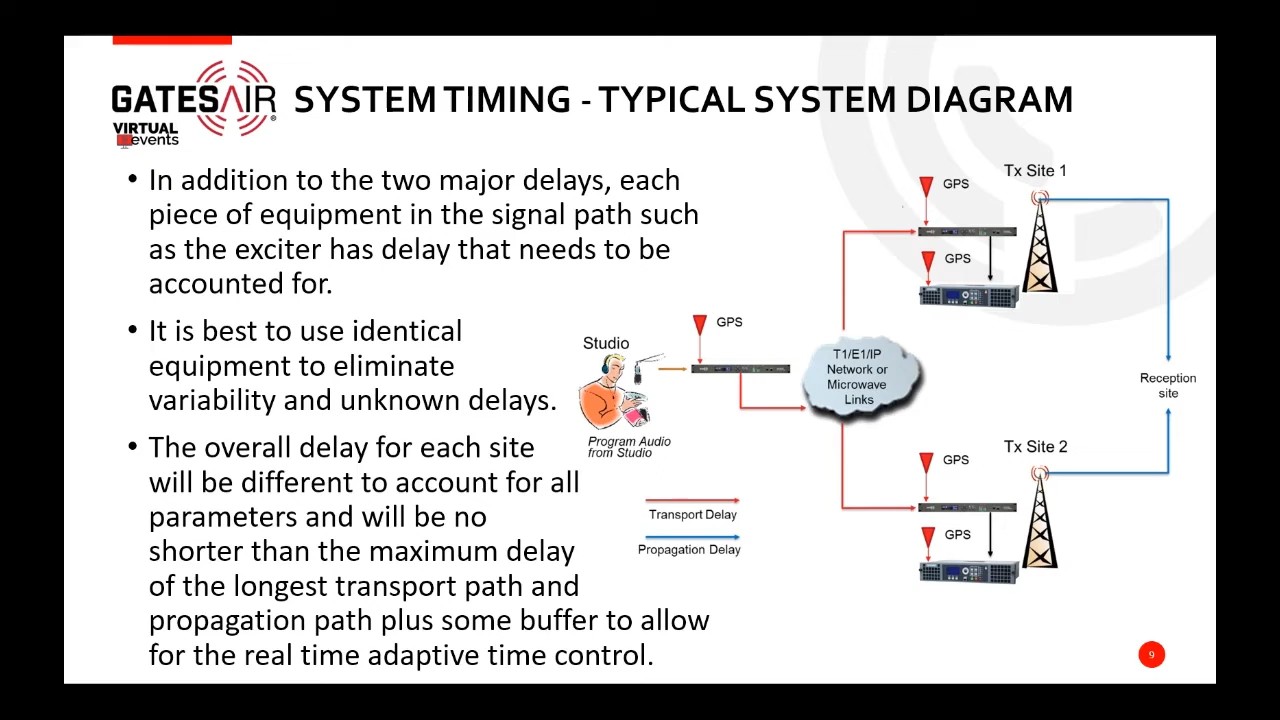 GATESAIR
VIRTUAL
events
SYSTEM TIMING - TYPICAL SYSTEM DIAGRAM
• In addition to the two major delays, each
piece of equipment in the signal path such
as the exciter has delay that needs to be
accounted for.
• It is best to use identical
equipment to eliminate
variability and unknown delays.
• The overall delay for each site
will be different to account for all
parameters and will be no
shorter than the maximum delay
of the longest transport path and
propagation path plus some buffer to allow
for the real time adaptive time control.
Studio
Program Audio
from Studio
GPS
T1/E1/IP
Network or
Microwave
Links
GPS
Tx Site 1
GPS
Reception
site
GPS
Tx Site 2
GPS
Transport Delay
Propagation Delay
9